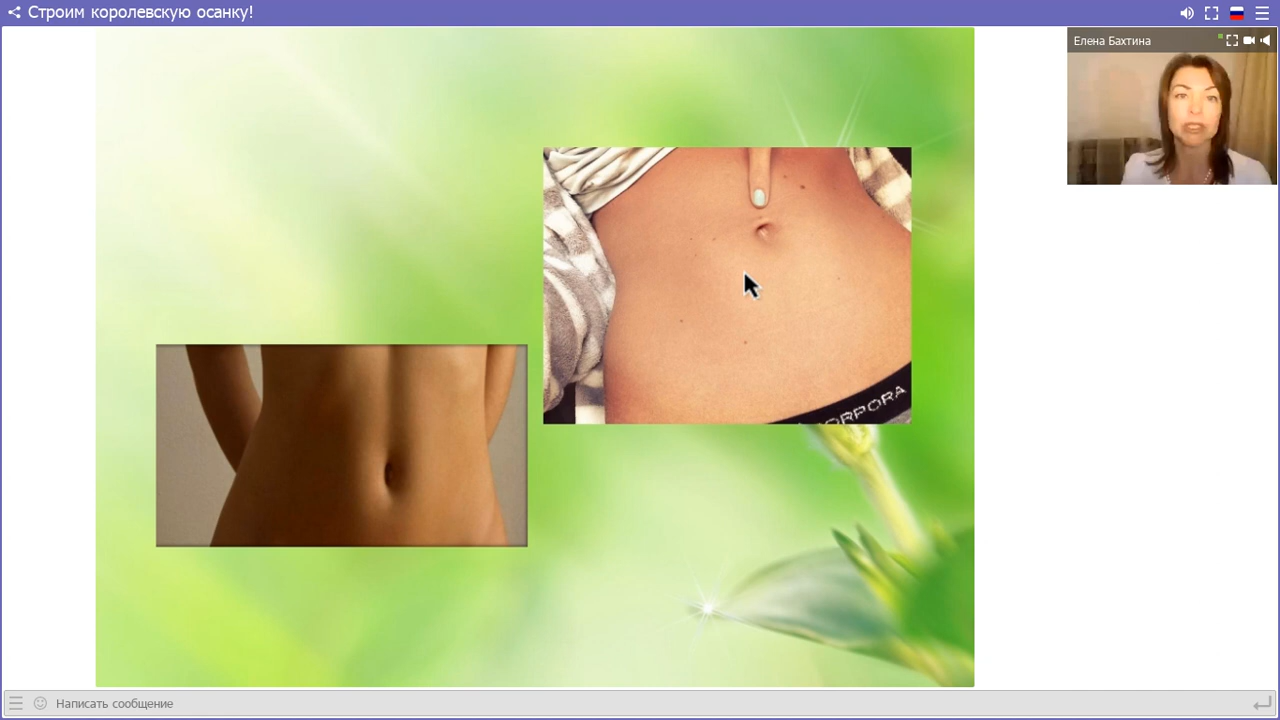 Строим королевскую осанку!
Елена Бахтина
ORPORA
Написать сообщение